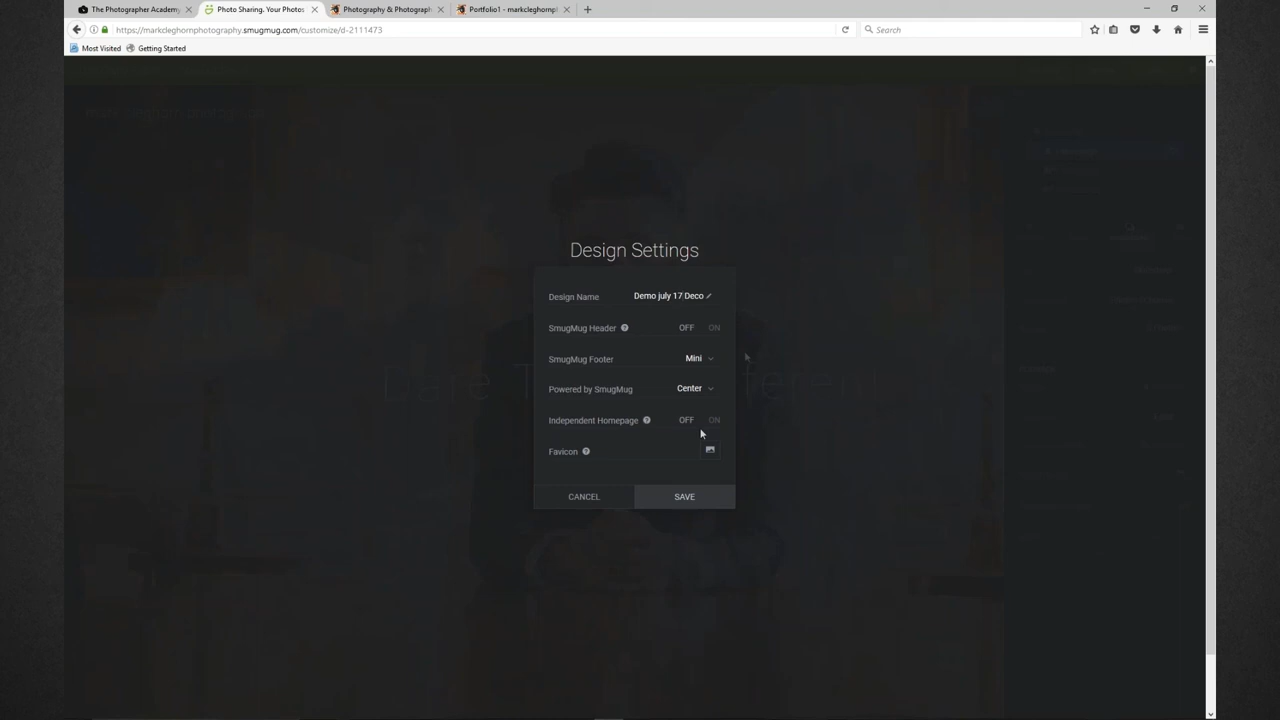 The Photographer Academy
Photo Sharing. Your Photos
Photography & Photograph
Portfolio1 - markcleghornp
https://markcleghornphotography.smugmug.com/customize/d-2111473
Search
Most Visited
Getting Started
Design Settings
Design Name Demo july 17 Deco
SmugMug Header OFF ON
SmugMug Footer Mini
Powered by SmugMug Center
Independent Homepage OFF ON
Favicon
CANCEL SAVE